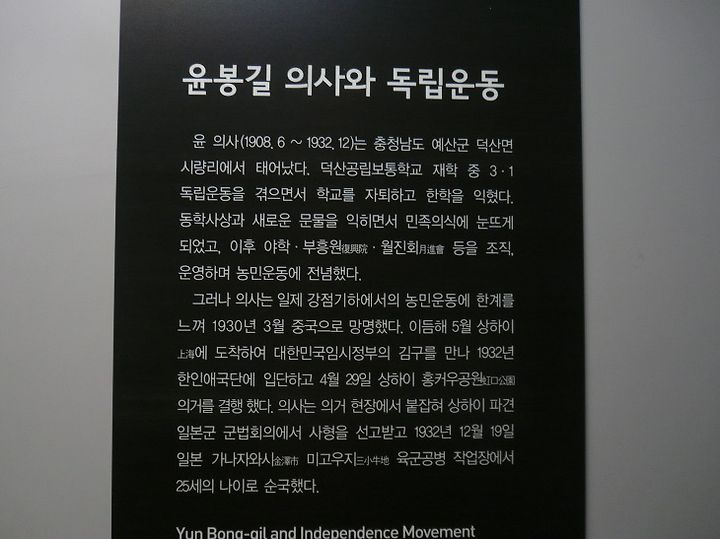 윤봉길 의사와 독립운동
윤 의사(1908. 6 ~ 1932. 12)는 충청남도 예산군 덕산면
시량리에서 태어났다. 덕산공립보통학교 재학 중 3·1
독립운동을 겪으면서 학교를 자퇴하고 한학을 익혔다.
동학사상과 새로운 문물을 익히면서 민족의식에 눈뜨게
되었고, 이후 야학·부흥원復興院·월진회月進會 등을 조직,
운영하며 농민운동에 전념했다.
그러나 의사는 일제 강점기하에서의 농민운동에 한계를
느껴 1930년 3월 중국으로 망명했다. 이듬해 5월 상하이
上海에 도착하여 대한민국임시정부의 김구를 만나 1932년
한인애국단에 입단하고 4월 29일 상하이 홍커우공원虹口公園
의거를 결행 했다. 의사는 의거 현장에서 붙잡혀 상하이 파견
일본군 군법회의에서 사형을 선고받고 1932년 12월 19일
일본 가나자와시金澤市 미고우지三小牛地 육군공병 작업장에서
25세의 나이로 순국했다.
Yun Bong-gil and Independence Movement